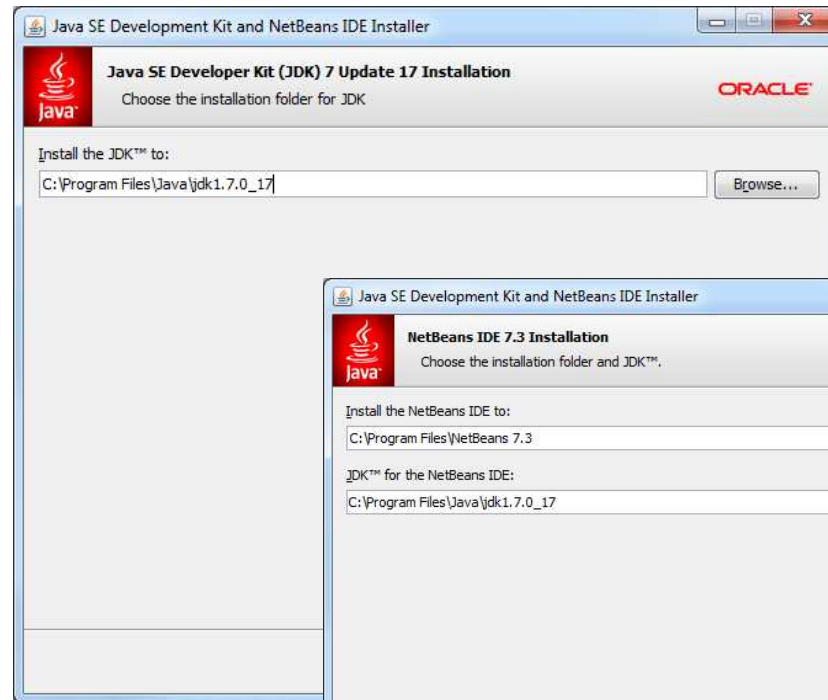 Java SE Development Kit and NetBeans IDE Installer
Java
Java SE Developer Kit (JDK) 7 Update 17 Installation
Choose the installation folder for JDK
ORACLE
Install the JDK™ to:
C:\Program Files\Java\jdk1.7.0_17
Browse...
Java SE Development Kit and NetBeans IDE Installer
Java
NetBeans IDE 7.3 Installation
Choose the installation folder and JDK™.
Install the NetBeans IDE to:
C:\Program Files\NetBeans 7.3
JDK™ for the NetBeans IDE:
C:\Program Files\Java\jdk1.7.0_17